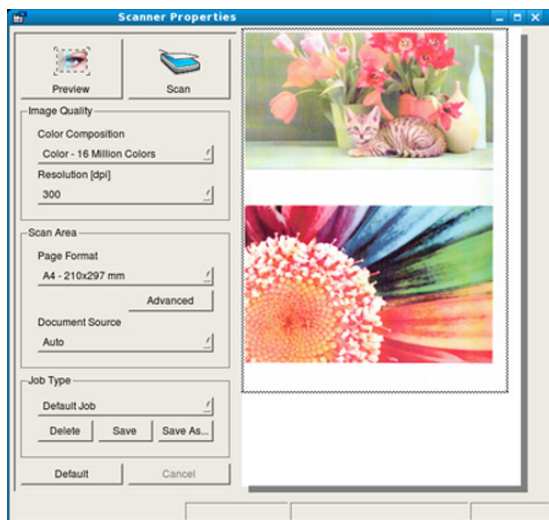 Scanner Properties
Preview
Scan
Image Quality
Color Composition
Color - 16 Million Colors
Resolution [dpi]
300
Scan Area
Page Format
A4 - 210x297 mm
Advanced
Document Source
Auto
Job Type
Default Job
Delete
Save
Save As...
Default
Cancel